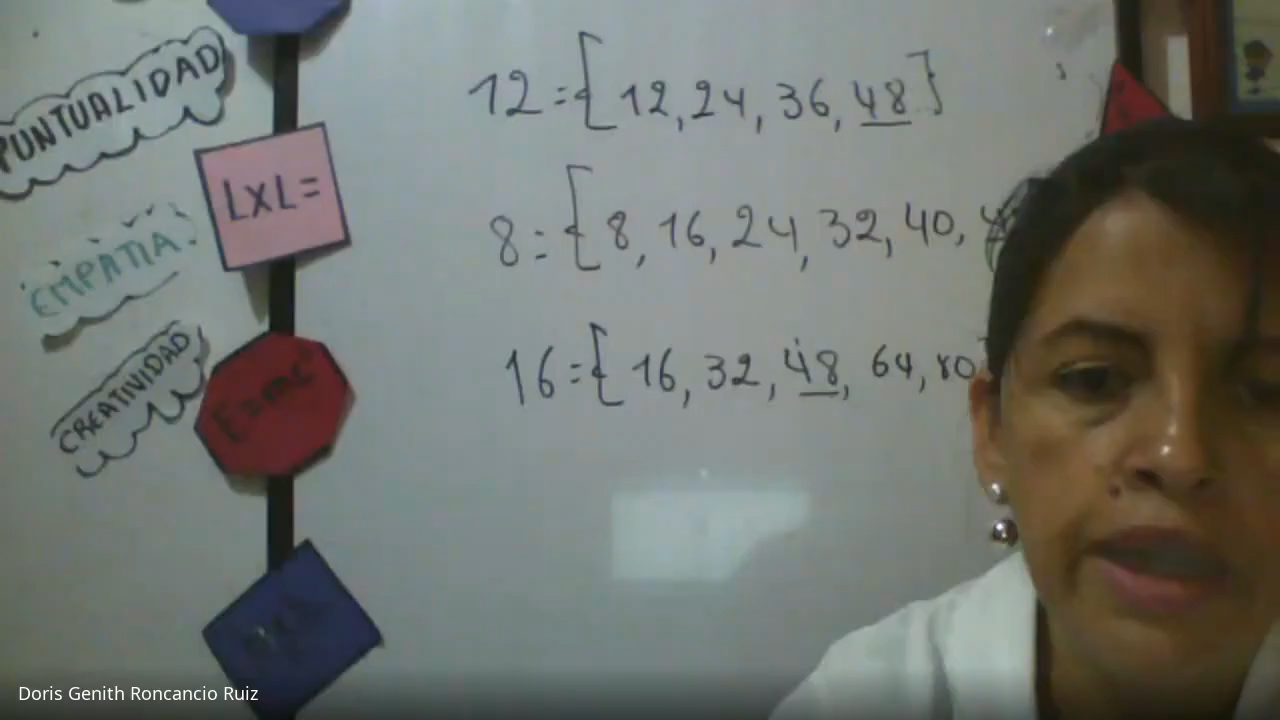 PUNTUALIDAD
LxL=
EMPATIA
CREATIVIDAD
E=mc²
12={12,24,36,48}
8={8,16,24,32,40,
16={16,32,48,64,80
Doris Genith Roncancio Ruiz